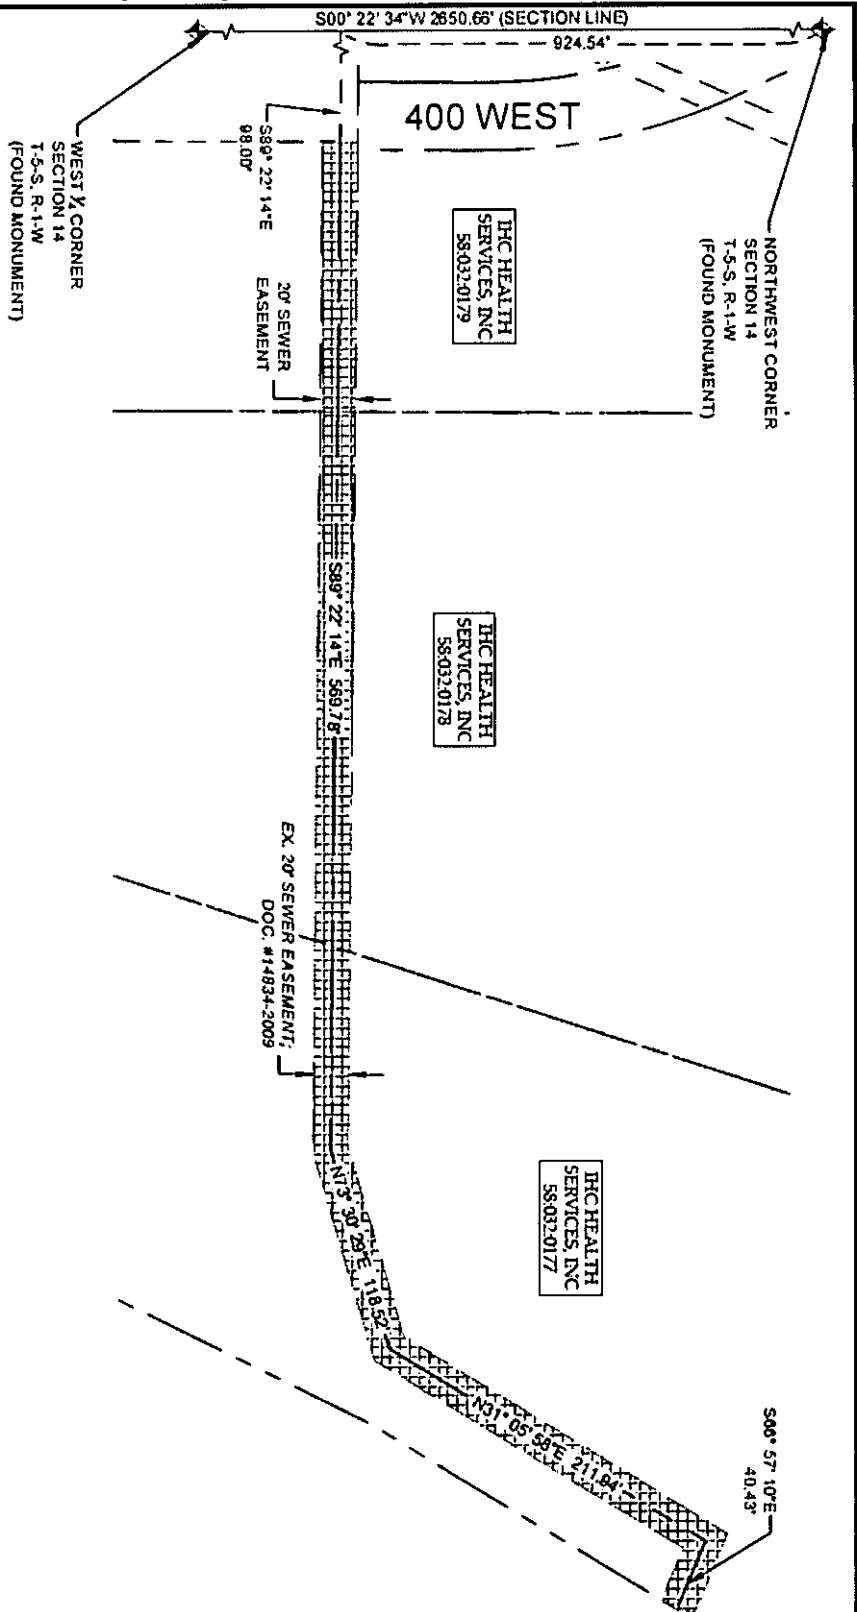 S00° 22' 34"W 2650.66' (SECTION LINE)
924.54'
400 WEST
NORTHWEST CORNER
SECTION 14
T-5-S, R-1-W
(FOUND MONUMENT)
WEST ¼ CORNER
SECTION 14
T-5-S, R-1-W
(FOUND MONUMENT)
S89° 22' 14"E
98.00'
IHC HEALTH
SERVICES, INC
58:032:0179
20' SEWER
EASEMENT
IHC HEALTH
SERVICES, INC
58:032:0178
S89° 22' 14"E 569.78'
EX. 20' SEWER EASEMENT;
DOC. #14834-2009
IHC HEALTH
SERVICES, INC
58:032:0177
N73° 30' 29"E 118.52'
N31° 05' 58"E 211.94'
S66° 57' 10"E
40.43'